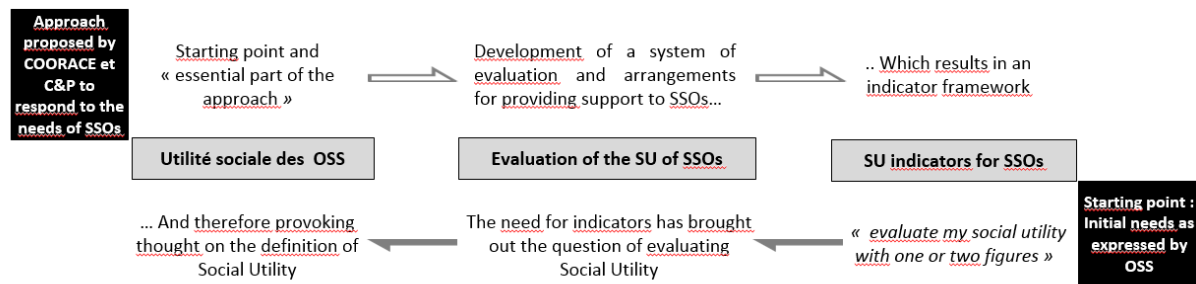 Approach
proposed by
COORACE et
C&P to
respond to the
needs of SSOs
Starting point and
« essential part of the
approach »
Development of a system of
evaluation and arrangements
for providing support to SSOs...
.. Which results in an
indicator framework
Utilité sociale des OSS
Evaluation of the SU of SSOs
SU indicators for SSOs
... And therefore provoking
thought on the definition of
Social Utility
The need for indicators has brought
out the question of evaluating
Social Utility
« evaluate my social utility
with one or two figures »
Starting point :
Initial needs as
expressed by
OSS